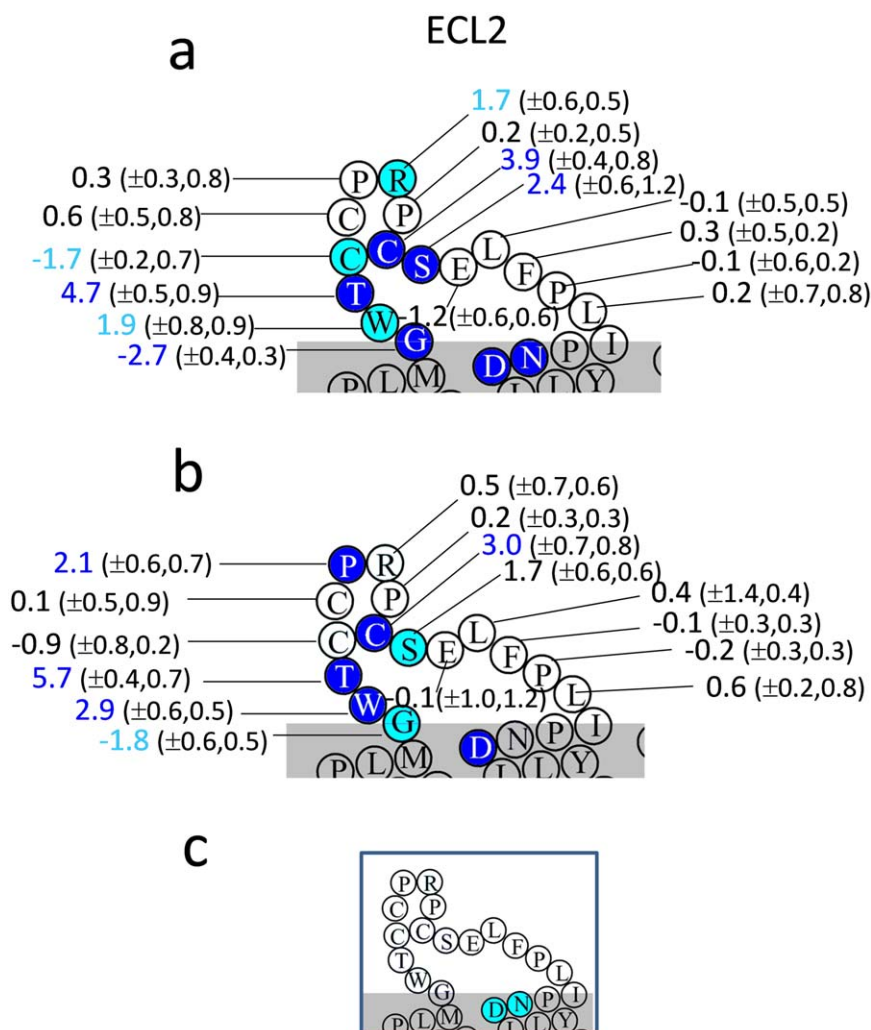 ECL2
a
1.7 (±0.6,0.5)
0.2 (±0.2,0.5)
3.9 (±0.4,0.8)
2.4 (±0.6,1.2)
-0.1 (±0.5,0.5)
0.3 (±0.5,0.2)
-0.1 (±0.6,0.2)
0.2 (±0.7,0.8)
0.3 (±0.3,0.8)
0.6 (±0.5,0.8)
-1.7 (±0.2,0.7)
4.7 (±0.5,0.9)
1.9 (±0.8,0.9)
-2.7 (±0.4,0.3)
-1.2(±0.6,0.6)
P R
C P
C C S E L F P L I
T
W
G D N P
P L M L L Y
b
0.5 (±0.7,0.6)
0.2 (±0.3,0.3)
3.0 (±0.7,0.8)
1.7 (±0.6,0.6)
0.4 (±1.4,0.4)
-0.1 (±0.3,0.3)
-0.2 (±0.3,0.3)
0.6 (±0.2,0.8)
2.1 (±0.6,0.7)
0.1 (±0.5,0.9)
-0.9 (±0.8,0.2)
5.7 (±0.4,0.7)
2.9 (±0.6,0.5)
-1.8 (±0.6,0.5)
-0.1(±1.0,1.2)
P R
C P
C C S E L F P L I
T
W
G D N P
P L M L L Y
c
P R
C P
C C S E L F P L I
T
W
G D N P
P L M L L Y